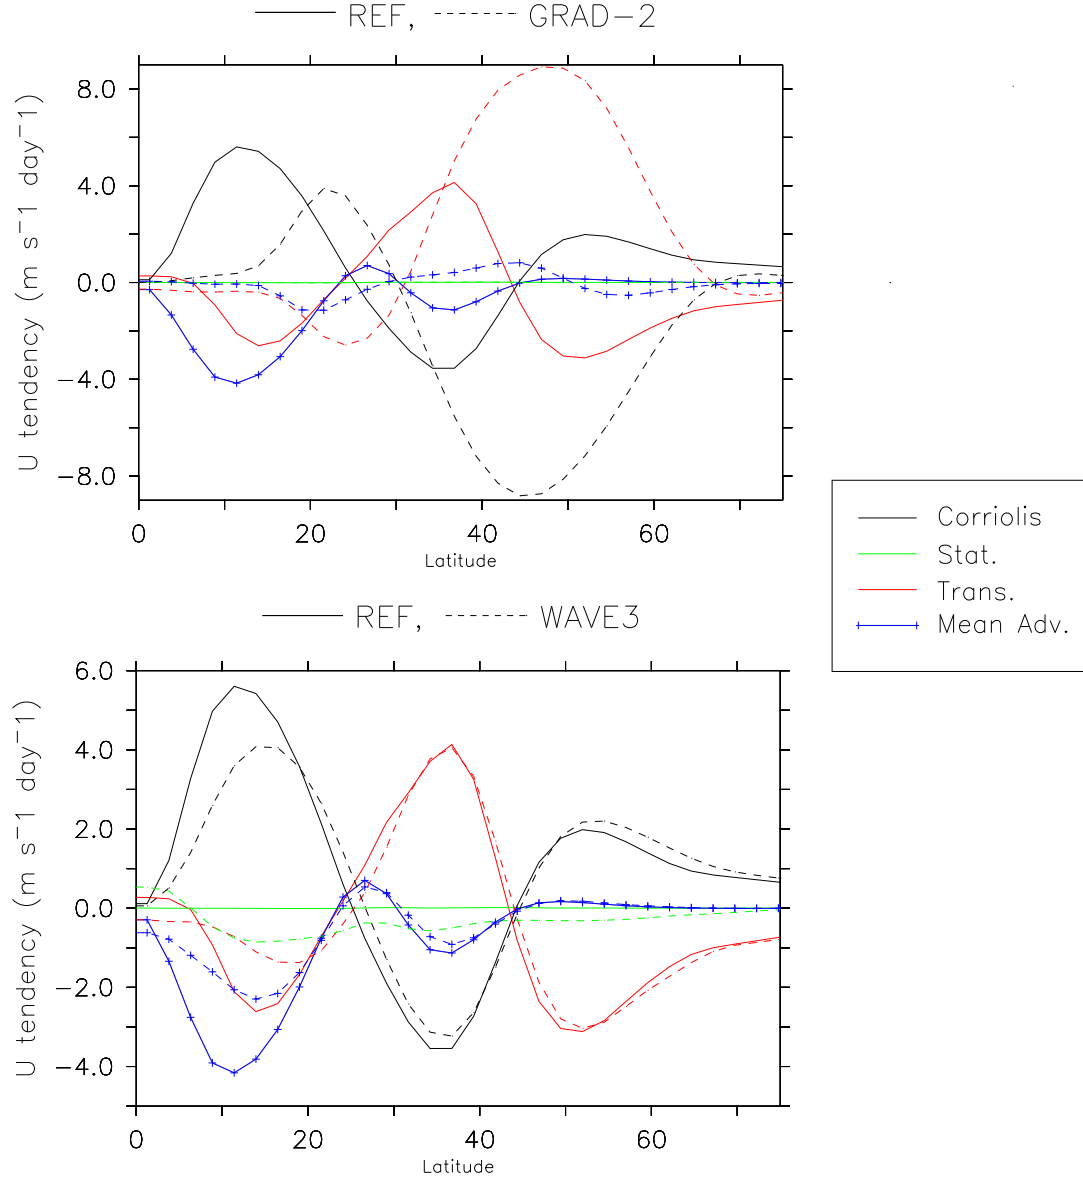 REF, GRAD-2
U tendency (m s-1 day-1)
8.0
4.0
0.0
-4.0
-8.0
0 20 40 60
Latitude
Corriolis
Stat.
Trans.
Mean Adv.
REF, WAVE3
U tendency (m s-1 day-1)
6.0
4.0
2.0
0.0
-2.0
-4.0
0 20 40 60
Latitude